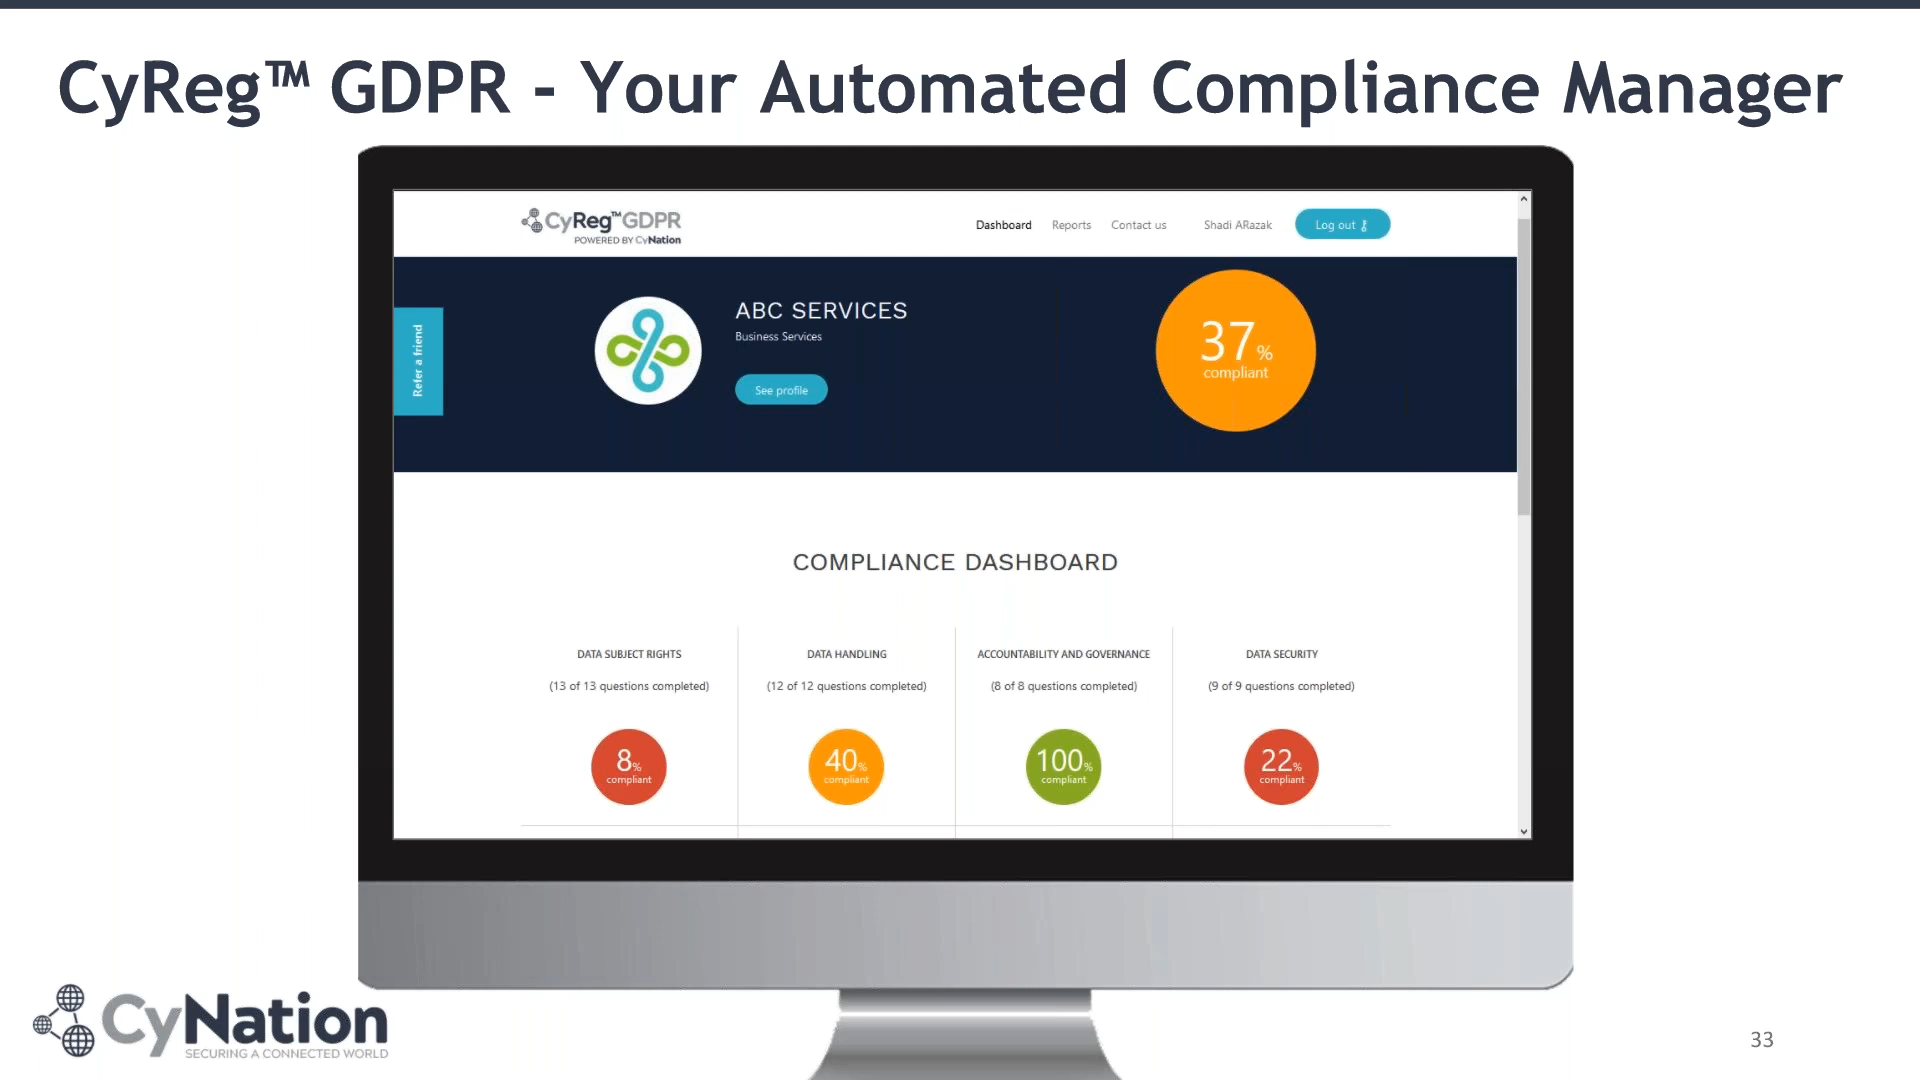 CyReg™ GDPR - Your Automated Compliance Manager
CyReg™GDPR
POWERED BY CyNation
Dashboard Reports Contact us Shadi ARazak Log out
Refer a friend
ABC SERVICES
Business Services
See profile
37%
compliant
COMPLIANCE DASHBOARD
DATA SUBJECT RIGHTS
(13 of 13 questions completed)
8%
compliant
DATA HANDLING
(12 of 12 questions completed)
40%
compliant
ACCOUNTABILITY AND GOVERNANCE
(8 of 8 questions completed)
100%
compliant
DATA SECURITY
(9 of 9 questions completed)
22%
compliant
CyNation
SECURING A CONNECTED WORLD
33